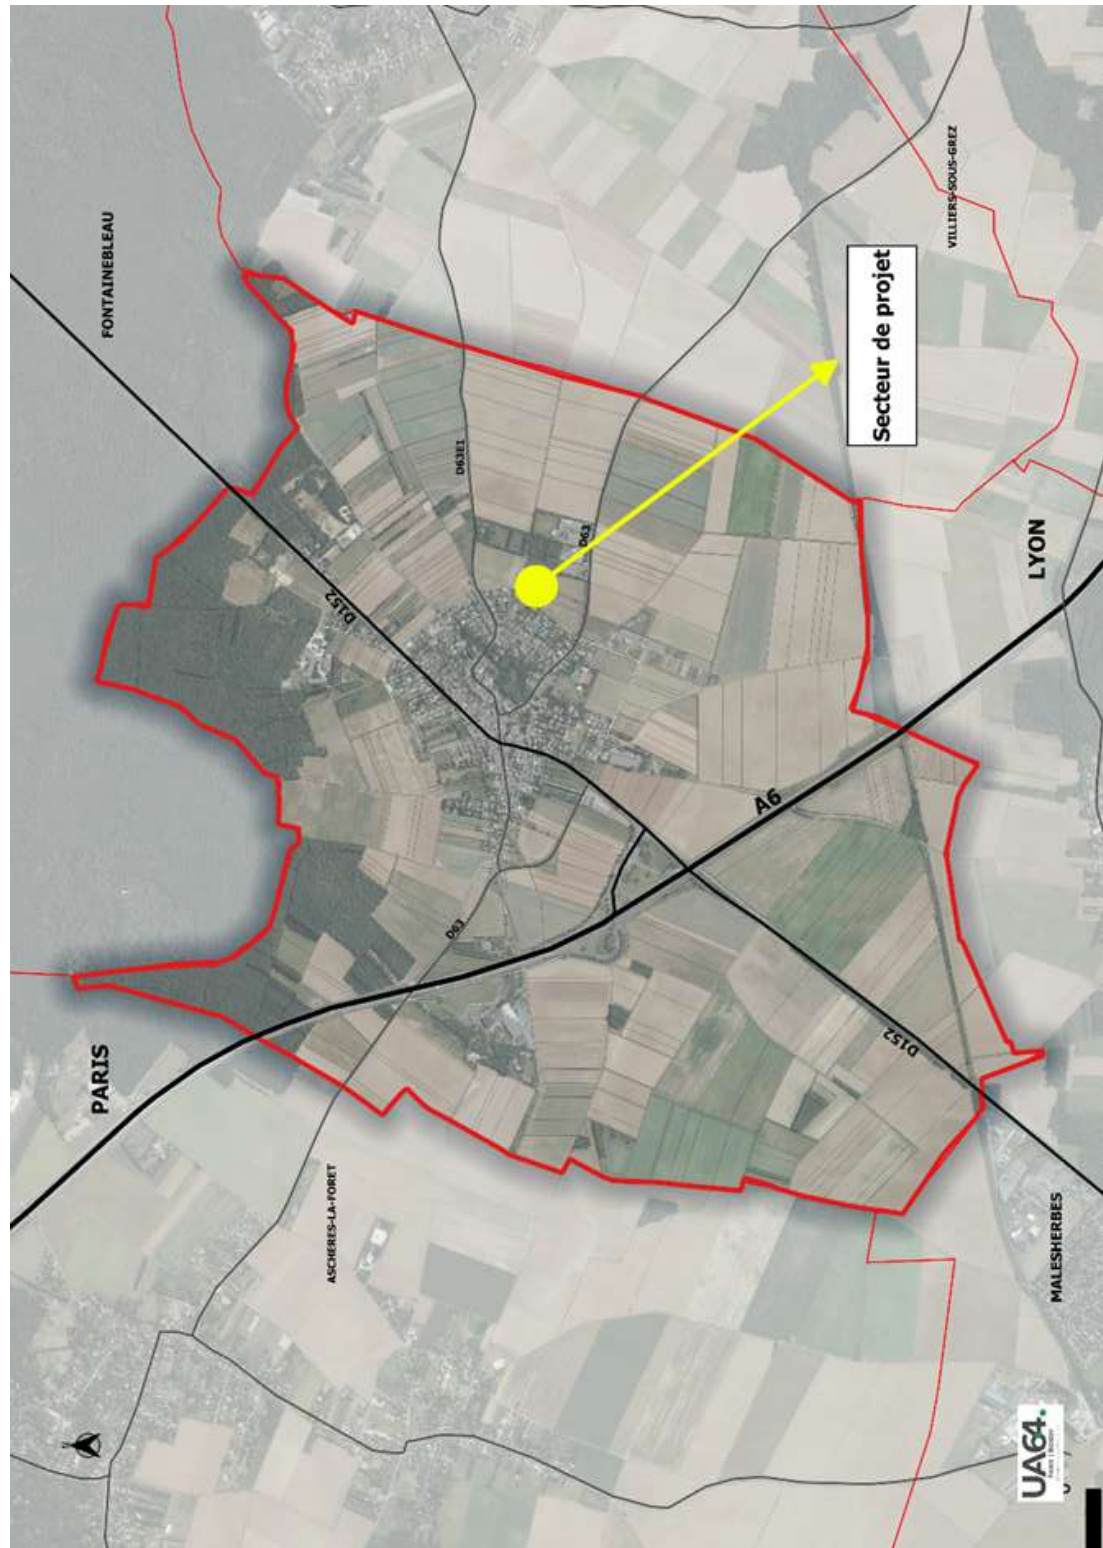 PARIS
FONTAINEBLEAU
ASCHERES-LA-FORET
D152
D63
D63E1
D63
A6
Secteur de projet
D152
VILLIERS-SOUS-GREZ
LYON
UA64.
MALESHERBES